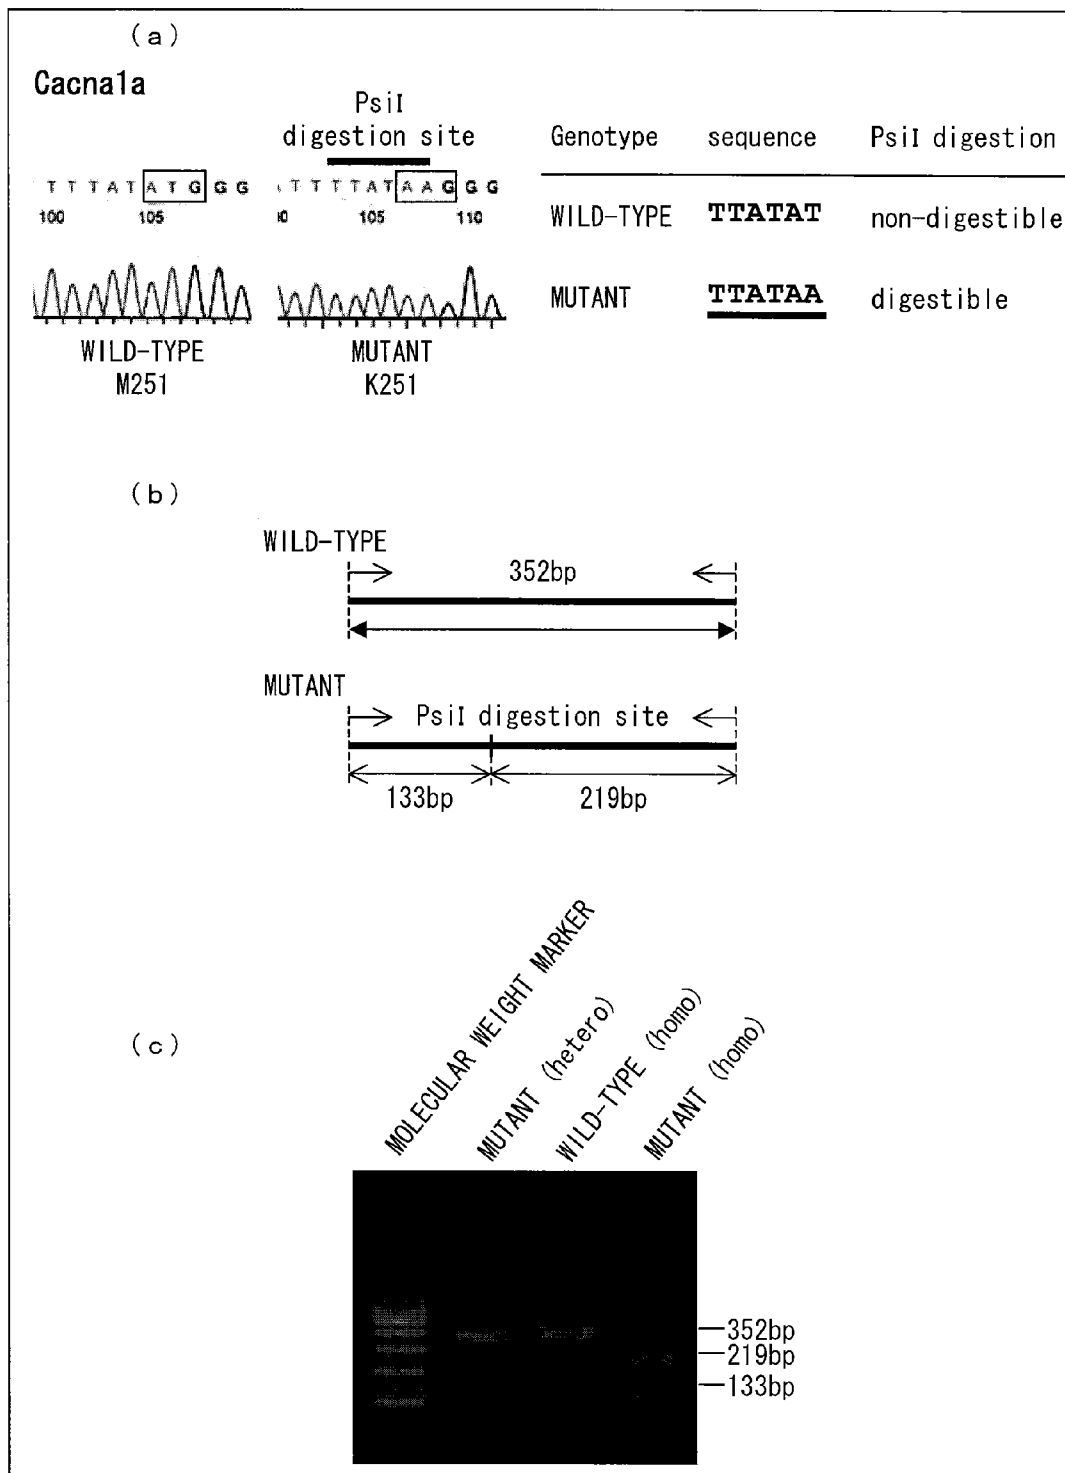 (a)
Cacna1a
PsiI
digestion site
T T T A T A T G G G
T T T T A T A A G G G
100 105
105 110
WILD-TYPE
M251
MUTANT
K251
Genotype sequence PsiI digestion
WILD-TYPE TTATAT non-digestible
MUTANT TTATAA digestible
(b)
WILD-TYPE
352bp
MUTANT
PsiI digestion site
133bp 219bp
(c)
MOLECULAR WEIGHT MARKER
MUTANT (hetero)
WILD-TYPE (homo)
MUTANT (homo)
352bp
219bp
133bp